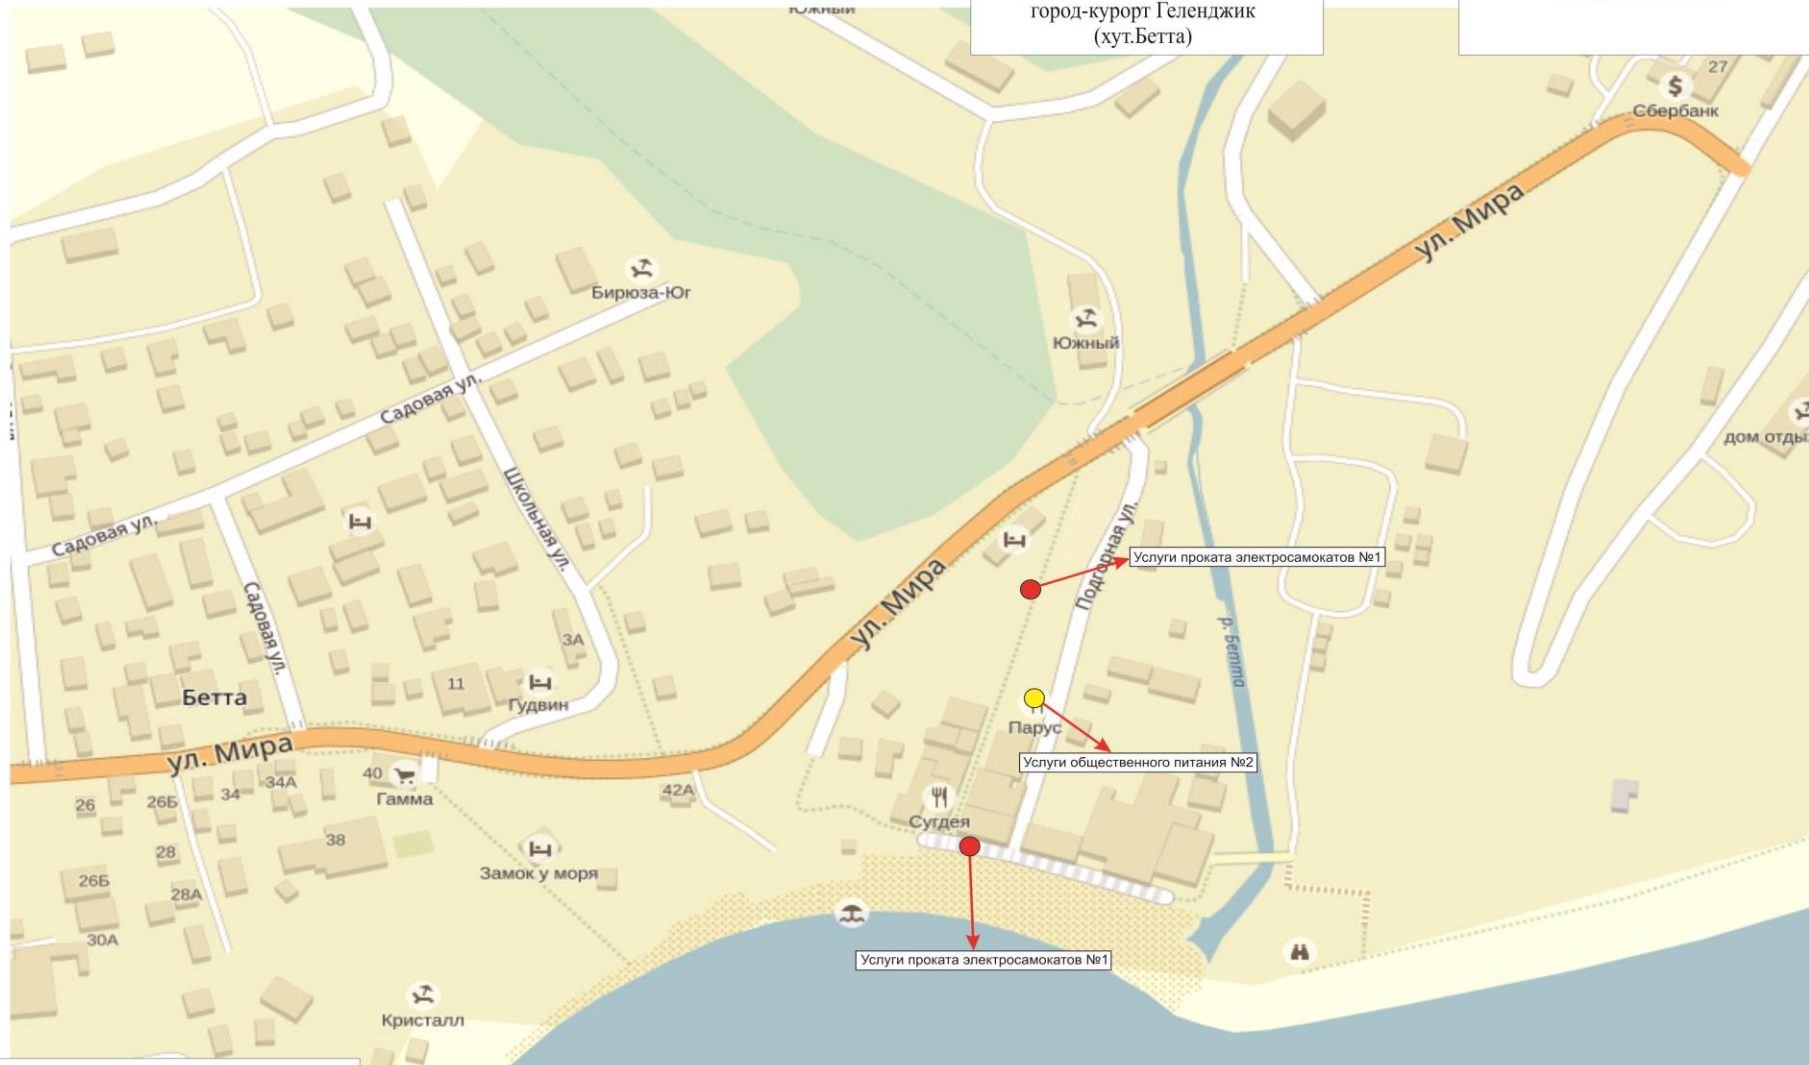 Южный
город-курорт Геленджик
(хут.Бетта)
27
Сбербанк
ул. Мира
Бирюза-Юг
Южный
Садовая ул.
дом отды
Школьная ул.
Садовая ул.
Подгорная ул.
Услуги проката электросамокатов №1
ул. Мира
Садовая ул.
р. Бетта
3А
11
Гудвин
Бетта
Парус
ул. Мира
Услуги общественного питания №2
40
34А
34
26Б
26
Гамма
42А
Сугдея
38
28
Замок у моря
26Б
28А
30А
Услуги проката электросамокатов №1
Кристалл